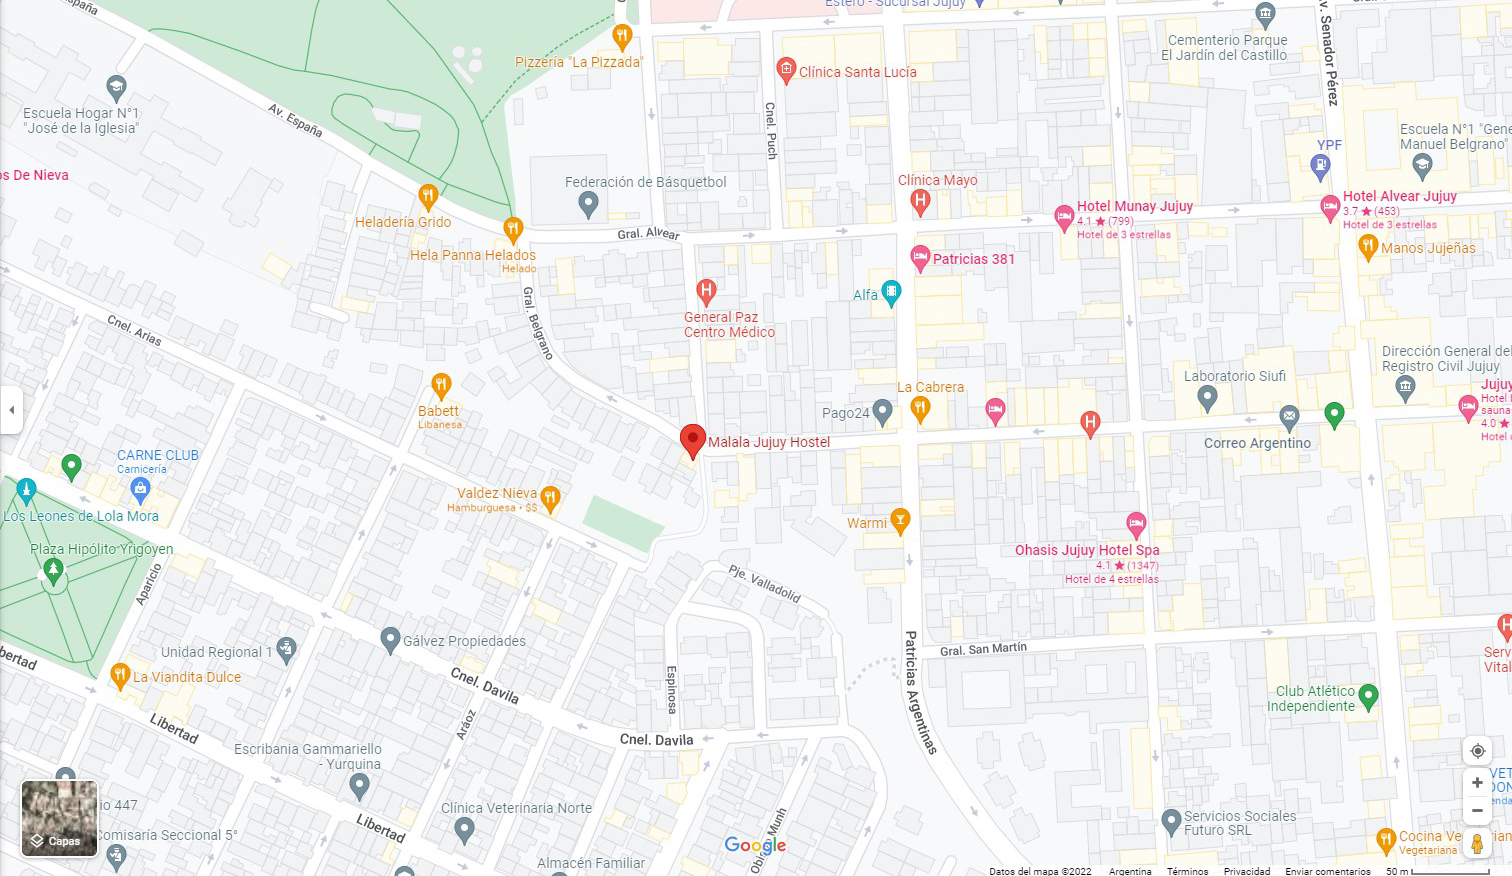 España
Estero - Sucursal Jujuy
Av. Senador Pérez
Pizzería "La Pizzada"
Cementerio Parque
El Jardín del Castillo
Clínica Santa Lucía
Escuela Hogar N°1
"José de la Iglesia"
Av. España
Cnel. Puch
Escuela N°1 "Gene
Manuel Belgrano"
YPF
os De Nieva
Federación de Básquetbol
Clínica Mayo
Hotel Munay Jujuy
4.1 ★ (799)
Hotel de 3 estrellas
Hotel Alvear Jujuy
3.7 ★ (453)
Hotel de 3 estrellas
Heladería Grido
Gral. Alvear
Hela Panna Helados
Helado
Patricias 381
Manos Jujeñas
Alfa
Gral. Belgrano
General Paz
Centro Médico
Cnel. Arias
Dirección General del
Registro Civil Jujuy
Laboratorio Siufi
La Cabrera
Babett
Libanesa
Pago24
Jujuy
Hotel
sauna
4.0 ★
Hotel
Malala Jujuy Hostel
Correo Argentino
CARNE CLUB
Carnicería
Valdez Nieva
Hamburguesa • $$
Los Leones de Lola Mora
Warmi
Plaza Hipólito Yrigoyen
Ohasis Jujuy Hotel Spa
4.1 ★ (1347)
Hotel de 4 estrellas
Aparicio
Pje. Valladolid
Unidad Regional 1
Gálvez Propiedades
Gral. San Martín
Serv
Vital
bertad
La Viandita Dulce
Cnel. Davila
Espinosa
Patricias Argentinas
Club Atlético
Independiente
Libertad
Aráoz
Cnel. Davila
Escribania Gammariello
- Yurquina
VET
DON
enda
io 447
Clínica Veterinaria Norte
Servicios Sociales
Futuro SRL
Comisaría Seccional 5°
Capas
Libertad
Google
Cocina Ve
rian
Vegetariana
Almacén Familiar
Datos del mapa ©2022 Argentina Términos Privacidad Enviar comentarios 50 m